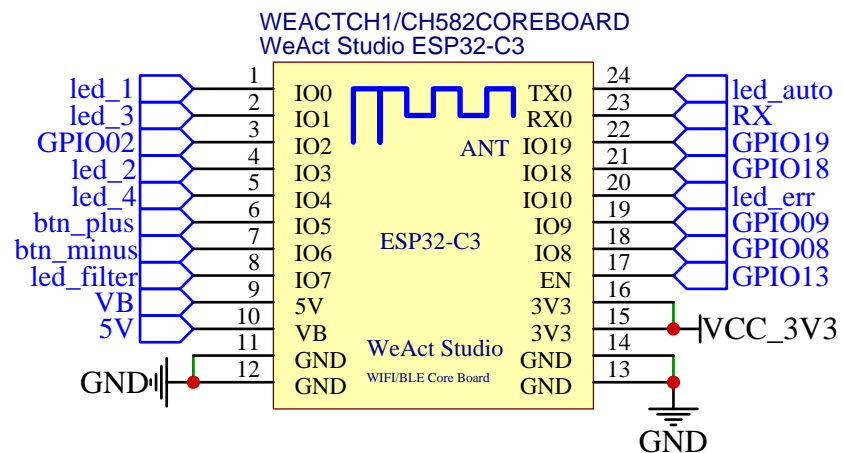 WEACTCH1/CH582COREBOARD
WeAct Studio ESP32-C3
led_1 1 IO0 TX0 24 led_auto
led_3 2 IO1 RX0 23 RX
GPIO02 3 IO2 ANT IO19 22 GPIO19
led_2 4 IO3 IO18 21 GPIO18
led_4 5 IO4 IO10 20 led_err
btn_plus 6 IO5 IO9 19 GPIO09
btn_minus 7 IO6 ESP32-C3 IO8 18 GPIO08
led_filter 8 IO7 EN 17 GPIO13
VB 9 5V 3V3 16
5V 10 VB 3V3 15 VCC_3V3
11 GND WeAct Studio GND 14
GND 12 GND WIFI/BLE Core Board GND 13
GND